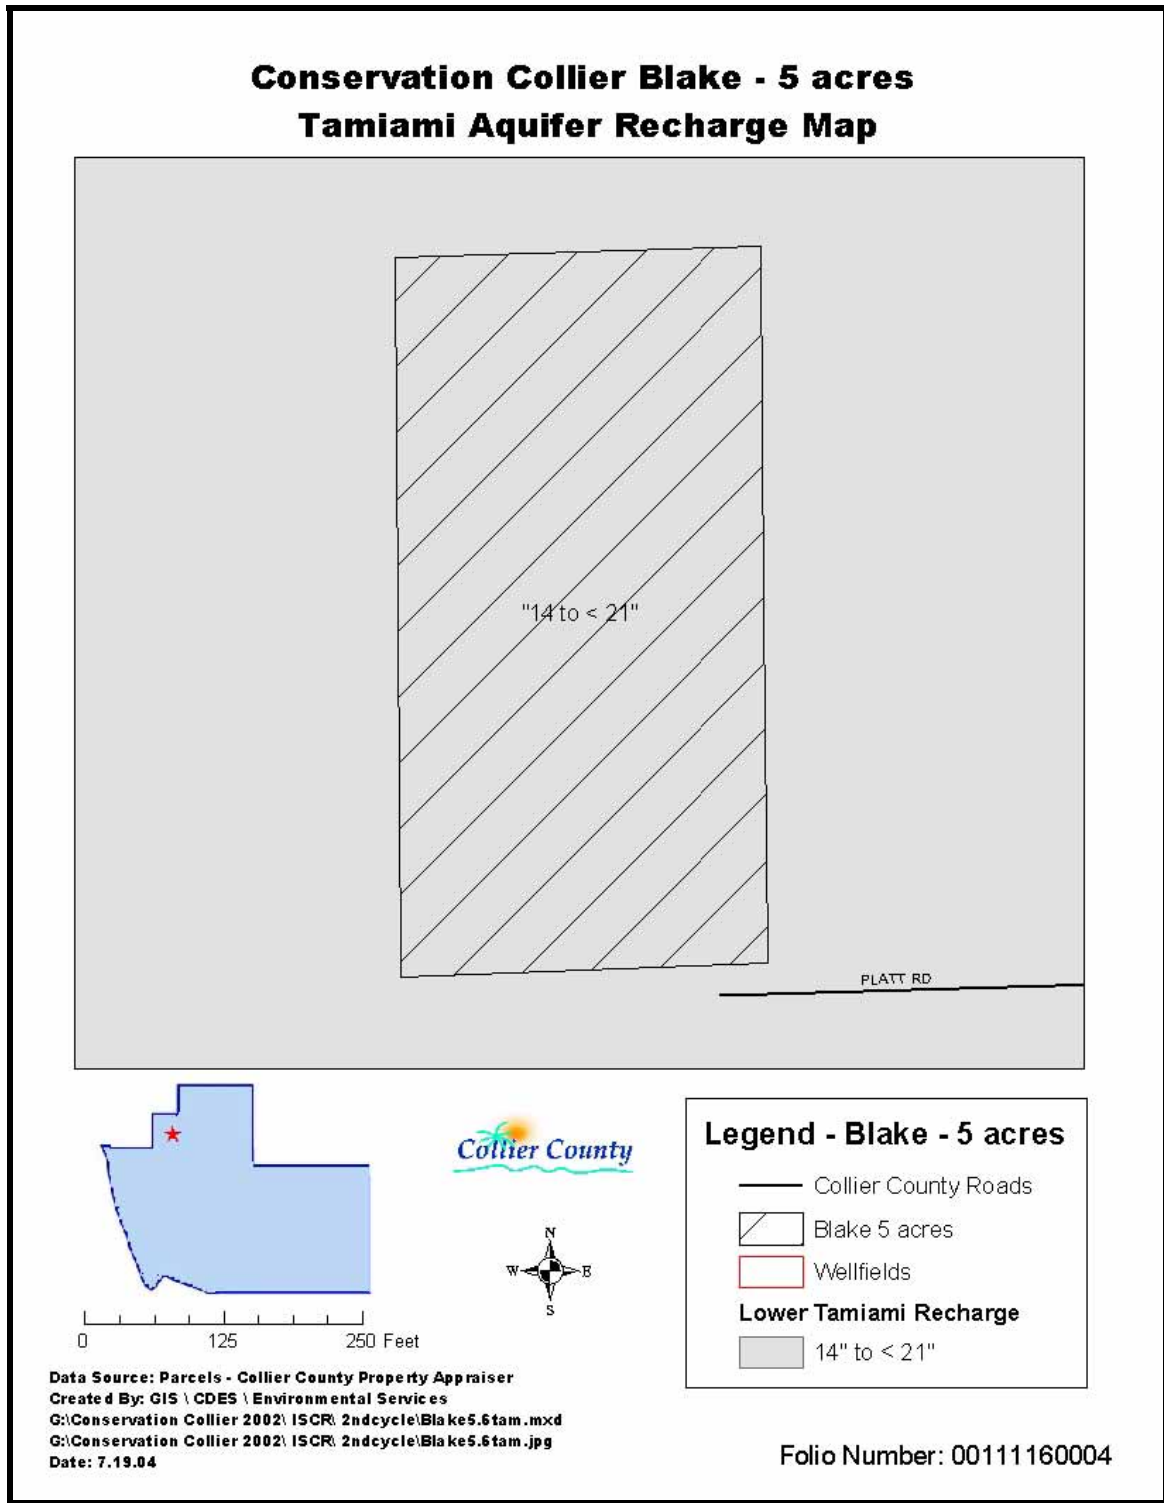 Conservation Collier Blake - 5 acres
Tamiami Aquifer Recharge Map
"14 to < 21"
PLATT RD
Collier County
N
W E
S
0 125 250 Feet
Legend - Blake - 5 acres
Collier County Roads
Blake 5 acres
Wellfields
Lower Tamiami Recharge
14" to < 21"
Data Source: Parcels - Collier County Property Appraiser
Created By: GIS \ CDES \ Environmental Services
G:\Conservation Collier 2002\ ISCR\ 2ndcycle\Blake5.6tam.mxd
G:\Conservation Collier 2002\ ISCR\ 2ndcycle\Blake5.6tam.jpg
Date: 7.19.04
Folio Number: 00111160004